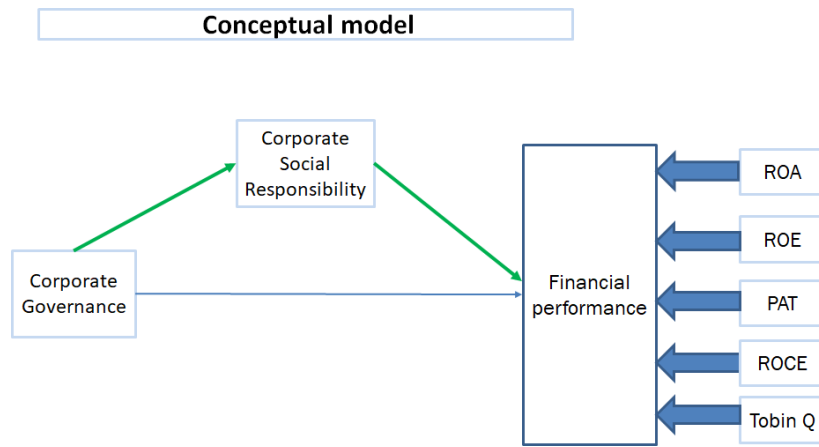 Conceptual model
Corporate
Social
Responsibility
Corporate
Governance
Financial
performance
ROA
ROE
PAT
ROCE
Tobin Q